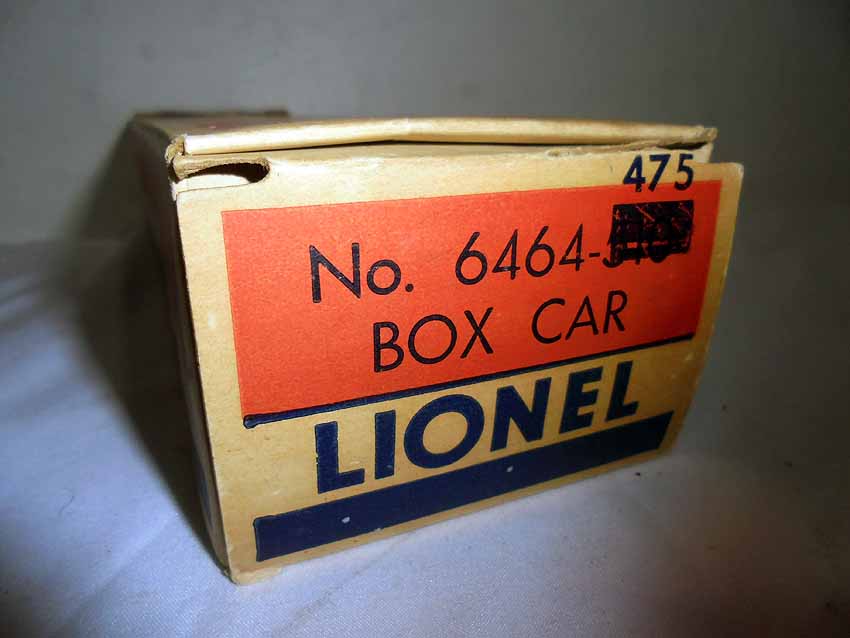 475
No. 6464-
BOX CAR
LIONEL